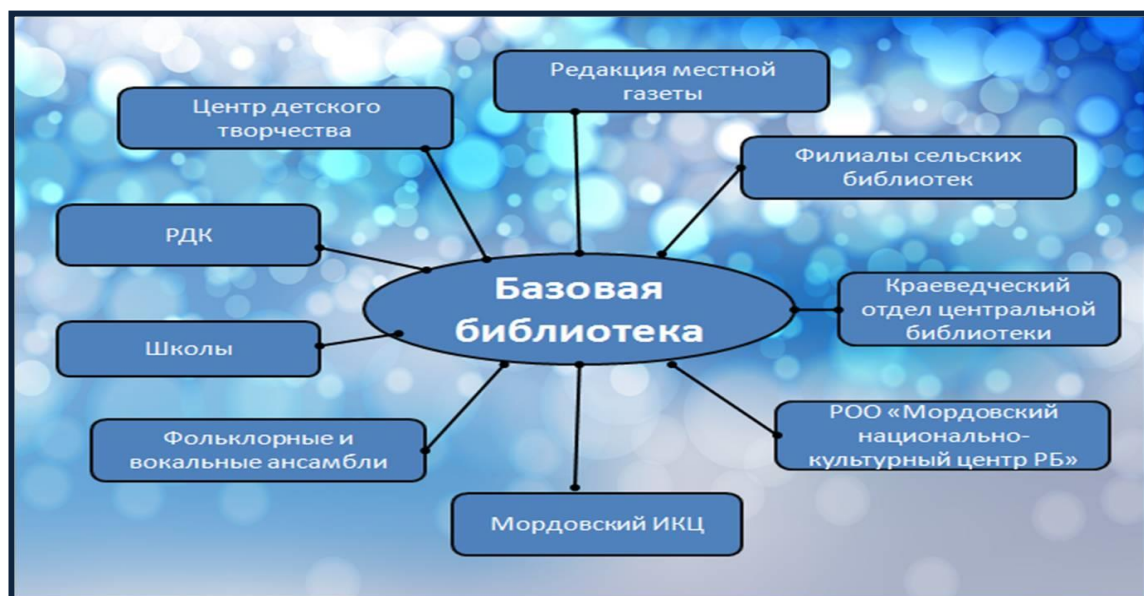 Редакция местной
газеты
Центр детского
творчества
Филиалы сельских
библиотек
РДК
Базовая
библиотека
Краеведческий
отдел центральной
библиотеки
Школы
РОО «Мордовский
национально-
культурный центр РБ»
Фольклорные и
вокальные ансамбли
Мордовский ИКЦ